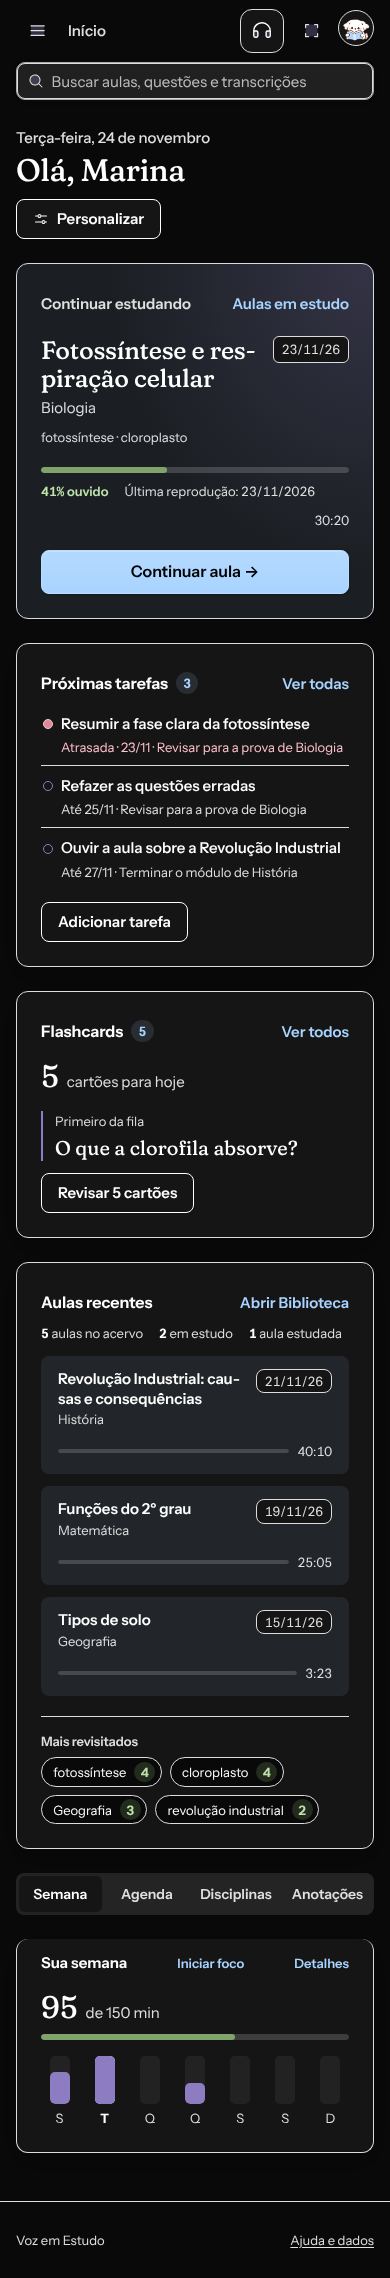 Início
Buscar aulas, questões e transcrições
Terça-feira, 24 de novembro
Olá, Marina
Personalizar
Continuar estudando
Aulas em estudo
Fotossíntese e res-
piração celular
23/11/26
Biologia
fotossíntese · cloroplasto
41% ouvido
Última reprodução: 23/11/2026
30:20
Continuar aula →
Próximas tarefas 3
Ver todas
Resumir a fase clara da fotossíntese
Atrasada · 23/11 · Revisar para a prova de Biologia
Refazer as questões erradas
Até 25/11 · Revisar para a prova de Biologia
Ouvir a aula sobre a Revolução Industrial
Até 27/11 · Terminar o módulo de História
Adicionar tarefa
Flashcards 5
Ver todos
5 cartões para hoje
Primeiro da fila
O que a clorofila absorve?
Revisar 5 cartões
Aulas recentes
Abrir Biblioteca
5 aulas no acervo 2 em estudo 1 aula estudada
Revolução Industrial: cau-
sas e consequências
21/11/26
História
40:10
Funções do 2º grau
19/11/26
Matemática
25:05
Tipos de solo
15/11/26
Geografia
3:23
Mais revisitados
fotossíntese 4 cloroplasto 4
Geografia 3 revolução industrial 2
Semana Agenda Disciplinas Anotações
Sua semana
Iniciar foco
Detalhes
95 de 150 min
S T Q Q S S D
Voz em Estudo
Ajuda e dados